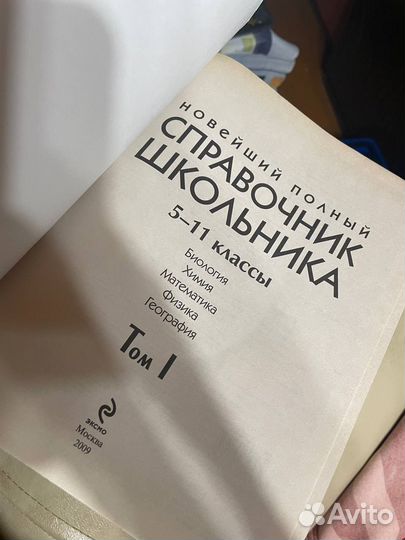 новейший полный
СПРАВОЧНИК
ШКОЛЬНИКА
5–11 классы
Биология
Химия
Математика
Физика
География
Том I
ЭКСМО
Москва
2009
Avito